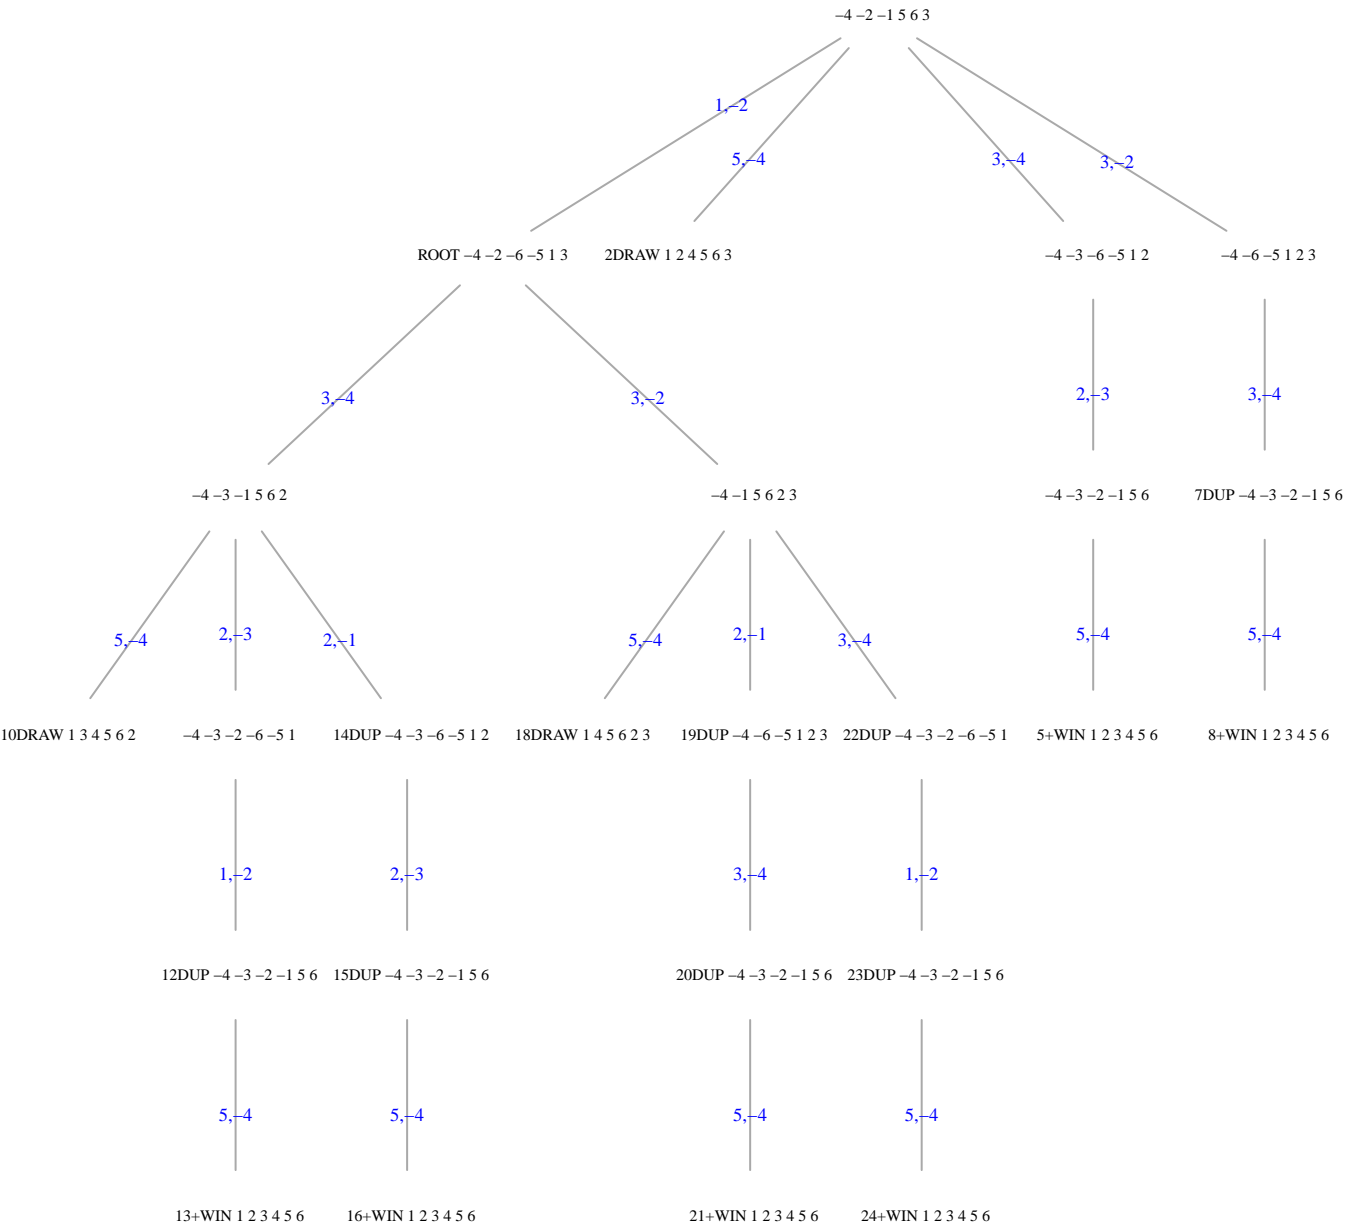 −4 −2 −1 5 6 3
1,−2
5,−4
3,−4
3,−2
ROOT −4 −2 −6 −5 1 3
2DRAW 1 2 4 5 6 3
−4 −3 −6 −5 1 2
−4 −6 −5 1 2 3
3,−4
3,−2
2,−3
3,−4
−4 −3 −1 5 6 2
−4 −1 5 6 2 3
−4 −3 −2 −1 5 6
7DUP −4 −3 −2 −1 5 6
5,−4
2,−3
2,−1
5,−4
2,−1
3,−4
5,−4
5,−4
10DRAW 1 3 4 5 6 2
−4 −3 −2 −6 −5 1
14DUP −4 −3 −6 −5 1 2
18DRAW 1 4 5 6 2 3
19DUP −4 −6 −5 1 2 3
22DUP −4 −3 −2 −6 −5 1
5+WIN 1 2 3 4 5 6
8+WIN 1 2 3 4 5 6
1,−2
2,−3
3,−4
1,−2
12DUP −4 −3 −2 −1 5 6
15DUP −4 −3 −2 −1 5 6
20DUP −4 −3 −2 −1 5 6
23DUP −4 −3 −2 −1 5 6
5,−4
5,−4
5,−4
5,−4
13+WIN 1 2 3 4 5 6
16+WIN 1 2 3 4 5 6
21+WIN 1 2 3 4 5 6
24+WIN 1 2 3 4 5 6